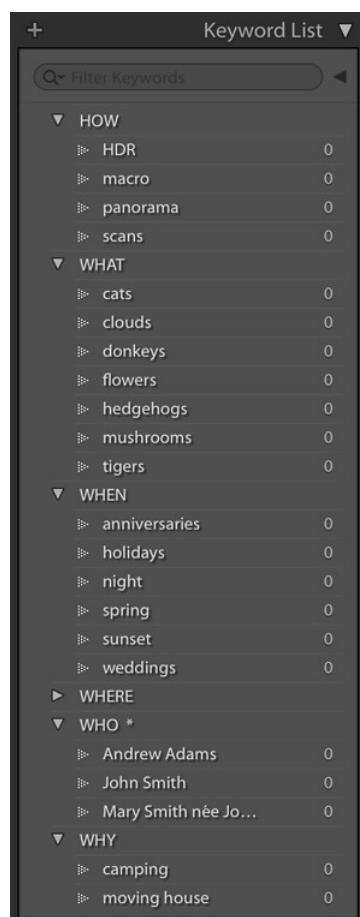 + Keyword List ▼
Filter Keywords
HOW
HDR 0
macro 0
panorama 0
scans 0
WHAT
cats 0
clouds 0
donkeys 0
flowers 0
hedgehogs 0
mushrooms 0
tigers 0
WHEN
anniversaries 0
holidays 0
night 0
spring 0
sunset 0
weddings 0
WHERE
WHO *
Andrew Adams 0
John Smith 0
Mary Smith née Jo... 0
WHY
camping 0
moving house 0